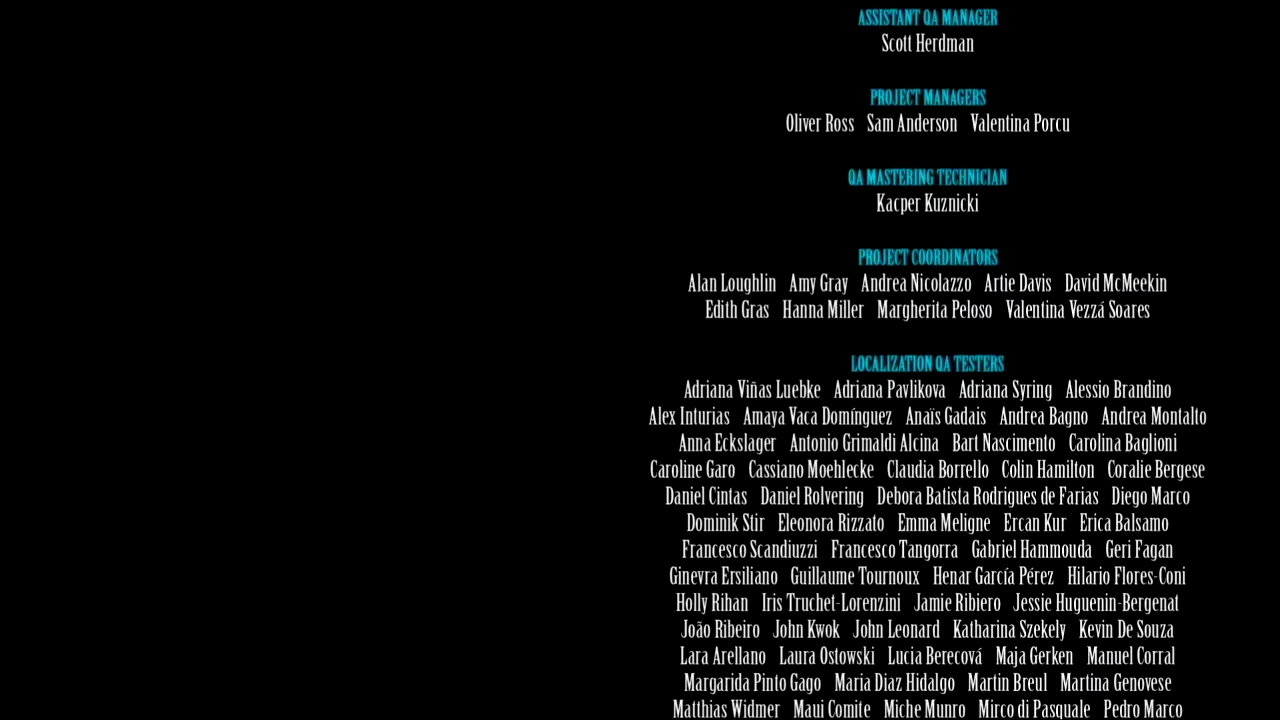 ASSISTANT QA MANAGER
Scott Herdman
PROJECT MANAGERS
Oliver Ross Sam Anderson Valentina Porcu
QA MASTERING TECHNICIAN
Kacper Kuznicki
PROJECT COORDINATORS
Alan Loughlin Amy Gray Andrea Nicolazzo Artie Davis David McMeekin
Edith Gras Hanna Miller Margherita Peloso Valentina Vezzá Soares
LOCALIZATION QA TESTERS
Adriana Viñas Luebke Adriana Pavlikova Adriana Syring Alessio Brandino
Alex Inturias Amaya Vaca Domínguez Anaïs Gadais Andrea Bagno Andrea Montalto
Anna Eckslager Antonio Grimaldi Alcina Bart Nascimento Carolina Baglioni
Caroline Garo Cassiano Moehlecke Claudia Borrello Colin Hamilton Coralie Bergese
Daniel Cintas Daniel Rolvering Debora Batista Rodrigues de Farias Diego Marco
Dominik Stir Eleonora Rizzato Emma Meligne Ercan Kur Erica Balsamo
Francesco Scandiuzzi Francesco Tangorra Gabriel Hammouda Geri Fagan
Ginevra Ersiliano Guillaume Tournoux Henar García Pérez Hilario Flores-Coni
Holly Rihan Iris Truchet-Lorenzini Jamie Ribiero Jessie Huguenin-Bergenat
João Ribeiro John Kwok John Leonard Katharina Szekely Kevin De Souza
Lara Arellano Laura Ostowski Lucia Berecová Maja Gerken Manuel Corral
Margarida Pinto Gago Maria Diaz Hidalgo Martin Breul Martina Genovese
Matthias Widmer Maui Comite Miche Munro Mirco di Pasquale Pedro Marco